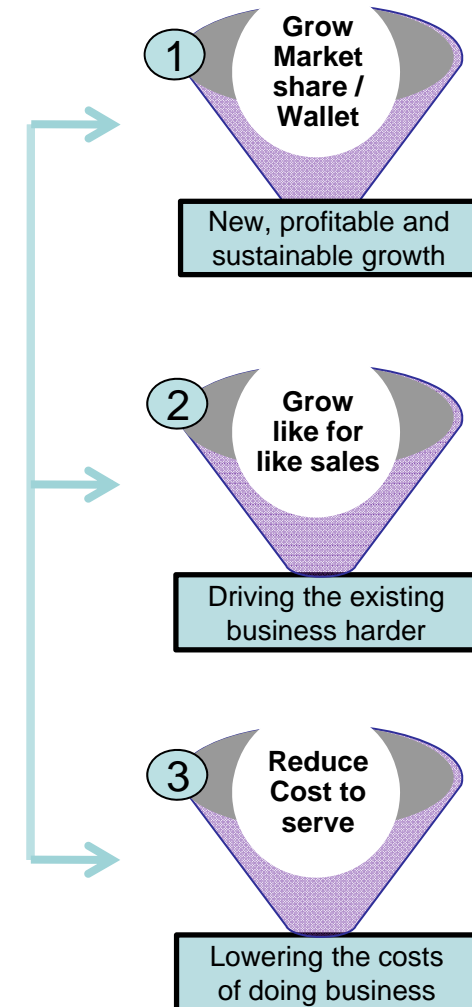 1
Grow
Market
share /
Wallet
New, profitable and
sustainable growth
2
Grow
like for
like sales
Driving the existing
business harder
3
Reduce
Cost to
serve
Lowering the costs
of doing business